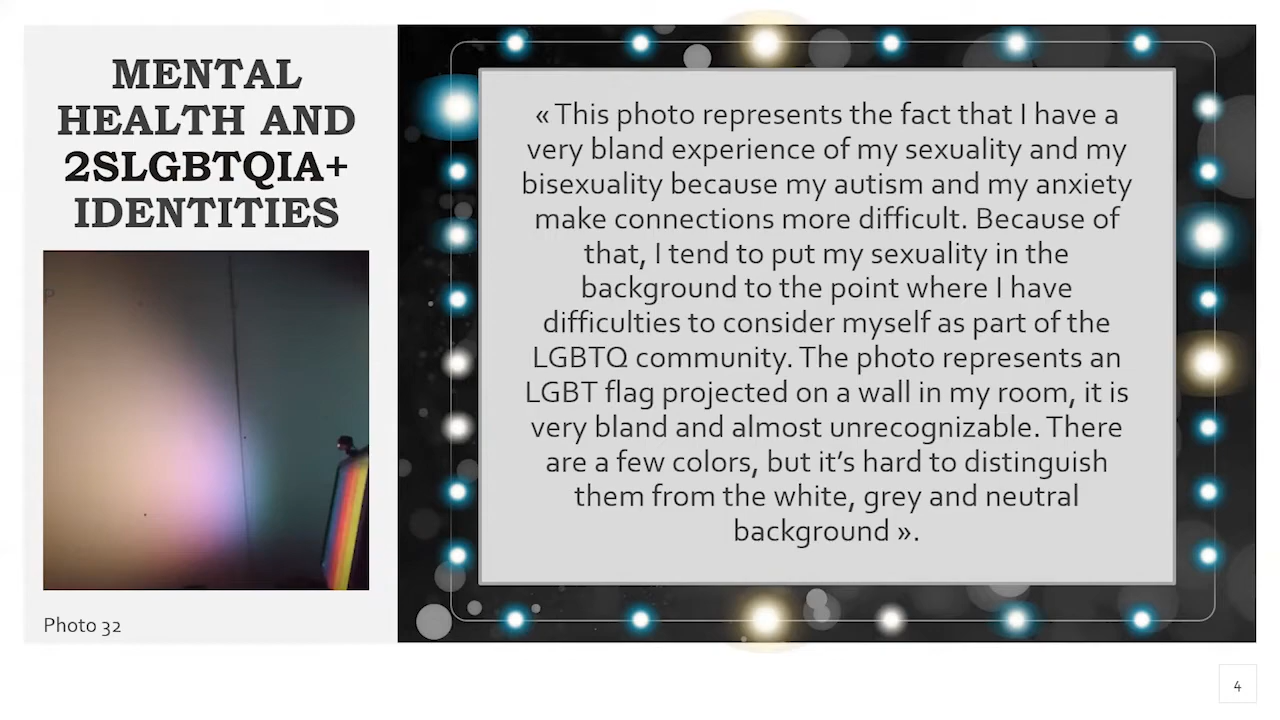 MENTAL
HEALTH AND
2SLGBTQIA+
IDENTITIES
Photo 32
« This photo represents the fact that I have a
very bland experience of my sexuality and my
bisexuality because my autism and my anxiety
make connections more difficult. Because of
that, I tend to put my sexuality in the
background to the point where I have
difficulties to consider myself as part of the
LGBTQ community. The photo represents an
LGBT flag projected on a wall in my room, it is
very bland and almost unrecognizable. There
are a few colors, but it’s hard to distinguish
them from the white, grey and neutral
background ».
4